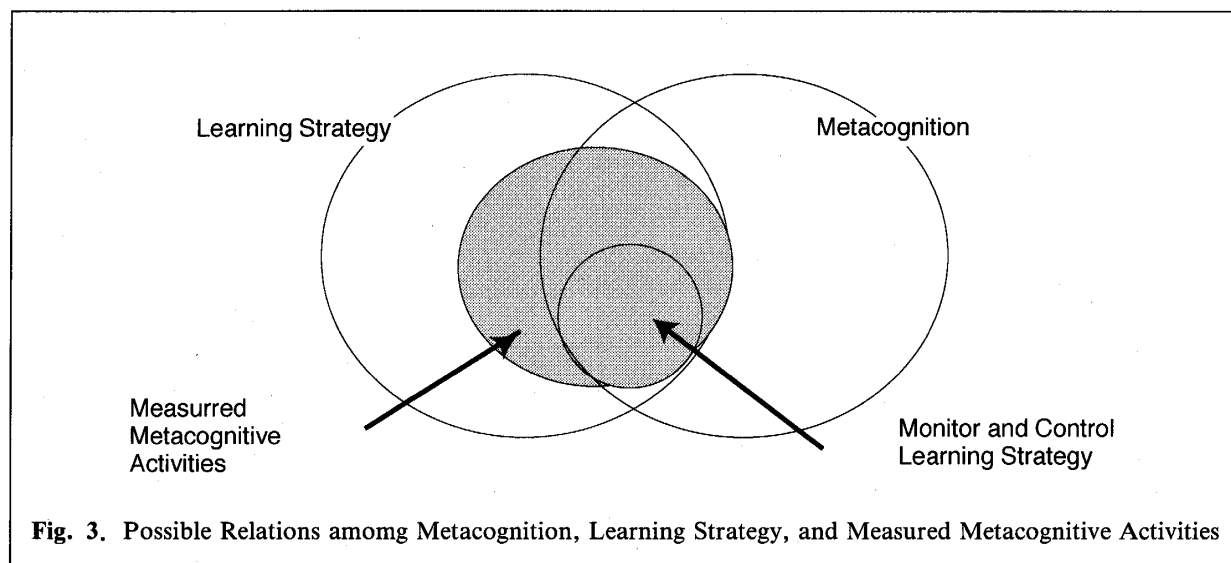 Learning Strategy
Metacognition
Measurred
Metacognitive
Activities
Monitor and Control
Learning Strategy
Fig. 3. Possible Relations amomg Metacognition, Learning Strategy, and Measured Metacognitive Activities